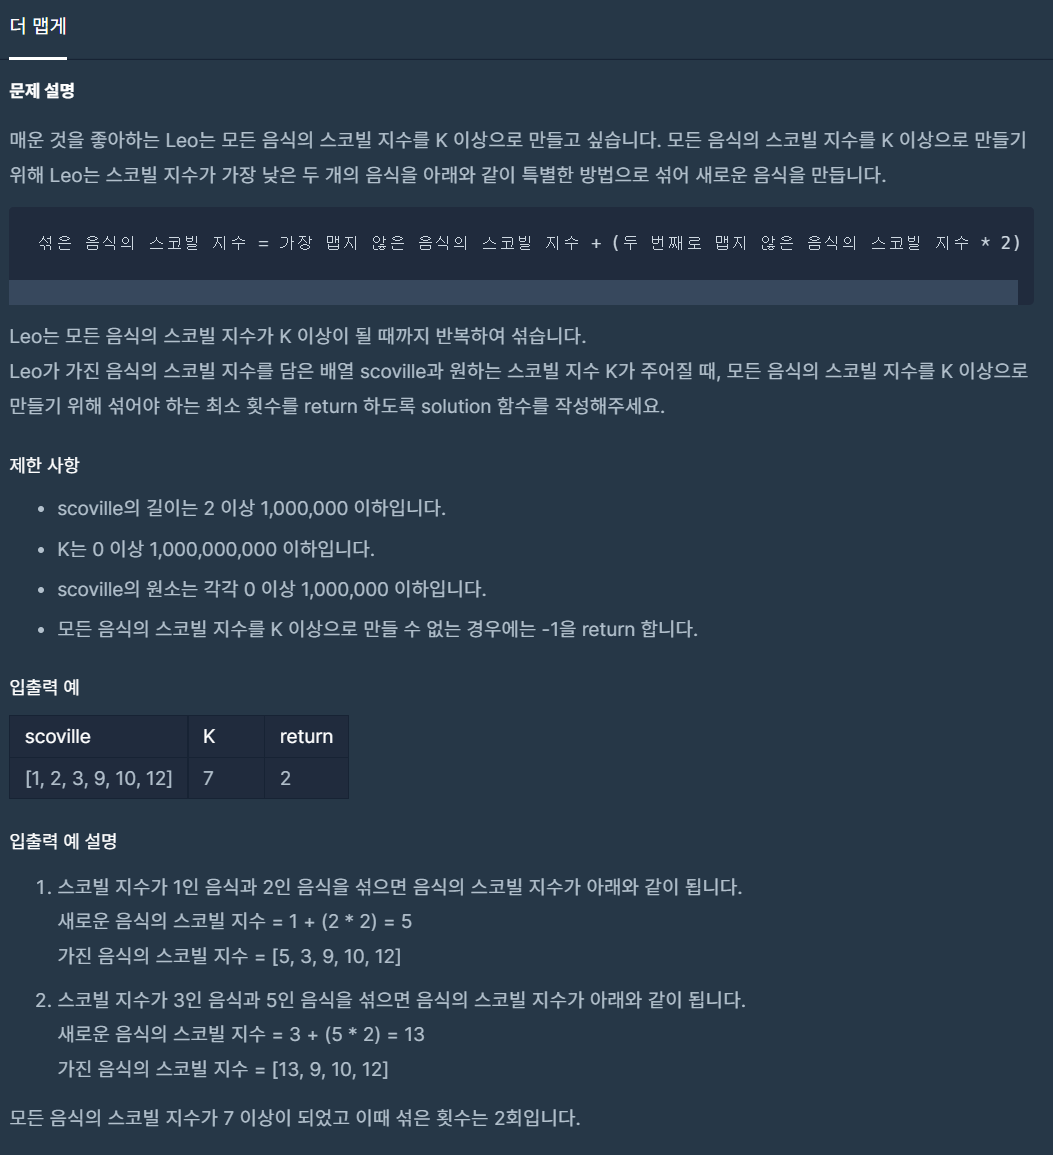 더 맵게
문제 설명
매운 것을 좋아하는 Leo는 모든 음식의 스코빌 지수를 K 이상으로 만들고 싶습니다. 모든 음식의 스코빌 지수를 K 이상으로 만들기
위해 Leo는 스코빌 지수가 가장 낮은 두 개의 음식을 아래와 같이 특별한 방법으로 섞어 새로운 음식을 만듭니다.
섞은 음식의 스코빌 지수 = 가장 맵지 않은 음식의 스코빌 지수 + (두 번째로 맵지 않은 음식의 스코빌 지수 * 2)
Leo는 모든 음식의 스코빌 지수가 K 이상이 될 때까지 반복하여 섞습니다.
Leo가 가진 음식의 스코빌 지수를 담은 배열 scoville과 원하는 스코빌 지수 K가 주어질 때, 모든 음식의 스코빌 지수를 K 이상으로
만들기 위해 섞어야 하는 최소 횟수를 return 하도록 solution 함수를 작성해주세요.
제한 사항
• scoville의 길이는 2 이상 1,000,000 이하입니다.
• K는 0 이상 1,000,000,000 이하입니다.
• scoville의 원소는 각각 0 이상 1,000,000 이하입니다.
• 모든 음식의 스코빌 지수를 K 이상으로 만들 수 없는 경우에는 -1을 return 합니다.
입출력 예
scoville K return
[1, 2, 3, 9, 10, 12] 7 2
입출력 예 설명
1. 스코빌 지수가 1인 음식과 2인 음식을 섞으면 음식의 스코빌 지수가 아래와 같이 됩니다.
새로운 음식의 스코빌 지수 = 1 + (2 * 2) = 5
가진 음식의 스코빌 지수 = [5, 3, 9, 10, 12]
2. 스코빌 지수가 3인 음식과 5인 음식을 섞으면 음식의 스코빌 지수가 아래와 같이 됩니다.
새로운 음식의 스코빌 지수 = 3 + (5 * 2) = 13
가진 음식의 스코빌 지수 = [13, 9, 10, 12]
모든 음식의 스코빌 지수가 7 이상이 되었고 이때 섞은 횟수는 2회입니다.